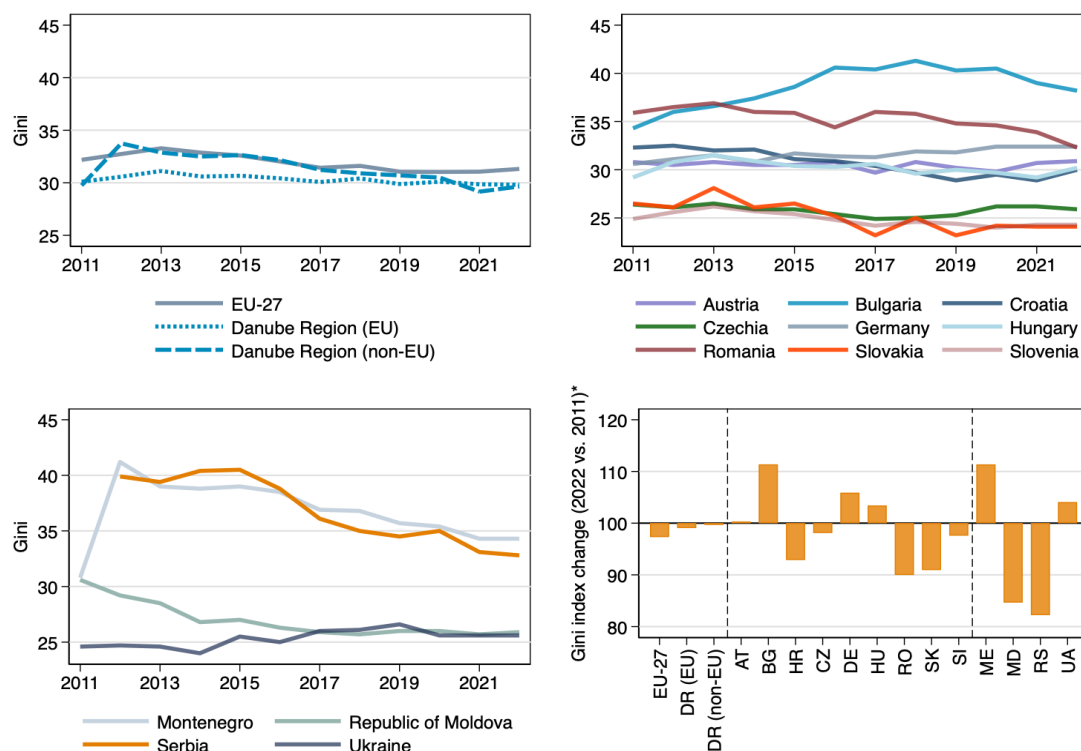 45
40
35
30
25
Gini
2011 2013 2015 2017 2019 2021
EU-27
Danube Region (EU)
Danube Region (non-EU)
45
40
35
30
25
Gini
2011 2013 2015 2017 2019 2021
Austria Bulgaria Croatia
Czechia Germany Hungary
Romania Slovakia Slovenia
45
40
35
30
25
Gini
2011 2013 2015 2017 2019 2021
Montenegro Republic of Moldova
Serbia Ukraine
120
110
100
90
80
Gini index change (2022 vs. 2011)*
EU-27
DR (EU)
DR (non-EU)
AT
BG
HR
CZ
DE
HU
RO
SK
SI
ME
MD
RS
UA